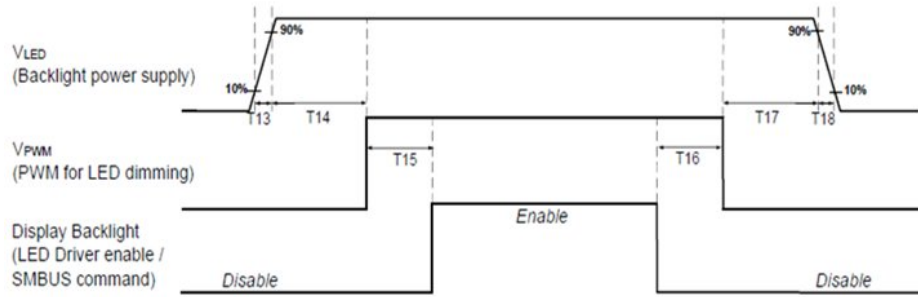 90%
90%
VLED
(Backlight power supply)
10%
10%
T13
T14
T17
T18
VPWM
(PWM for LED dimming)
T15
T16
Enable
Display Backlight
(LED Driver enable /
SMBUS command)
Disable
Disable